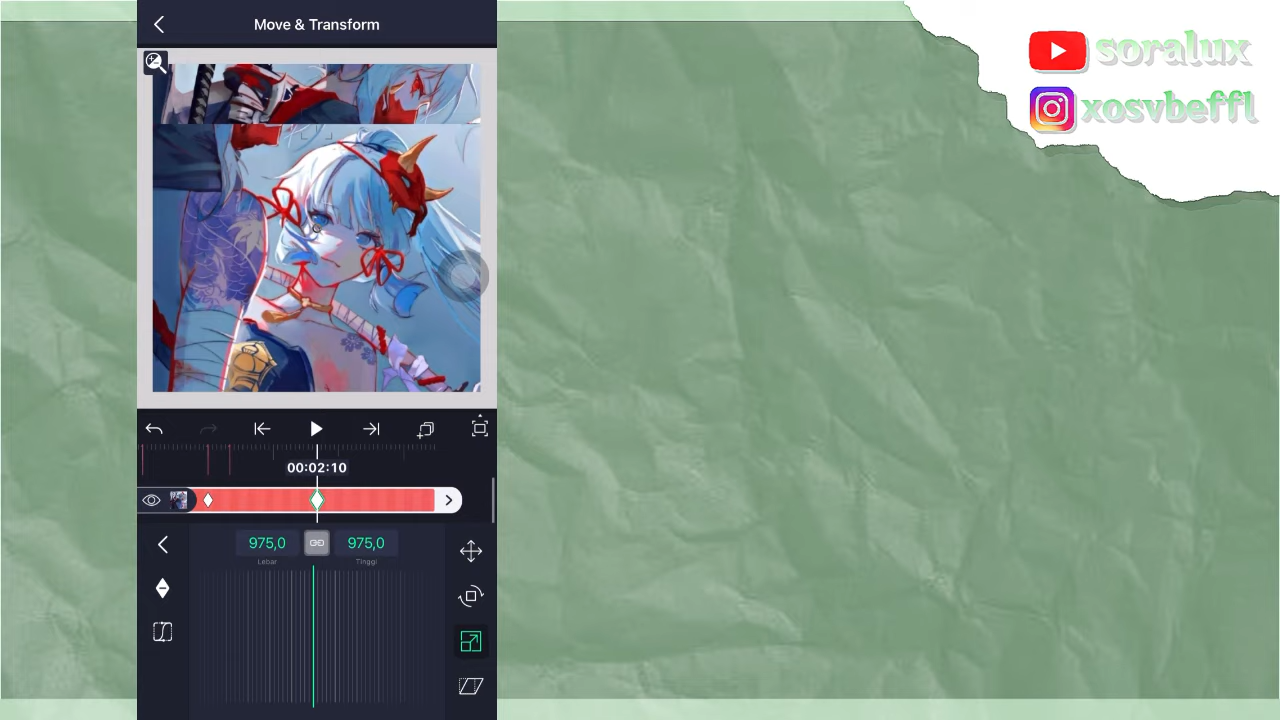 Move & Transform
soralux
xosvbeffl
00:02:10
975,0
975,0
Lebar
Tinggi